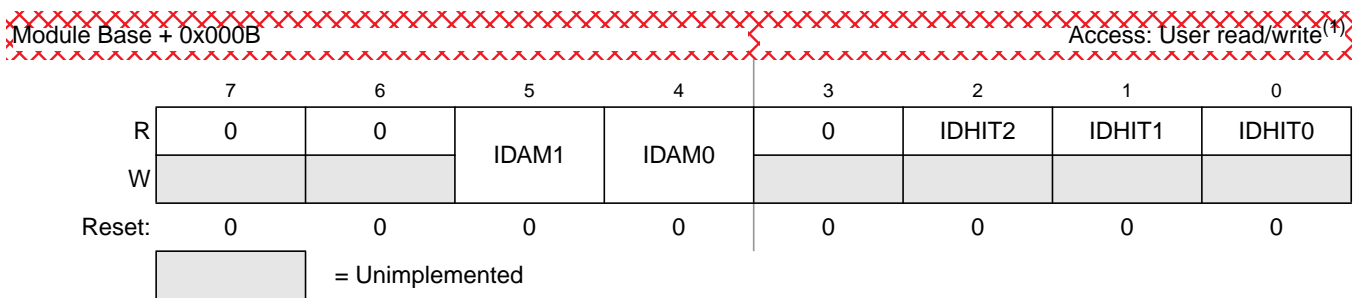 Module Base + 0x000B Access: User read/write(1)
7 6 5 4 3 2 1 0
R 0 0 IDAM1 IDAM0 0 IDHIT2 IDHIT1 IDHIT0
W
Reset: 0 0 0 0 0 0 0 0
= Unimplemented